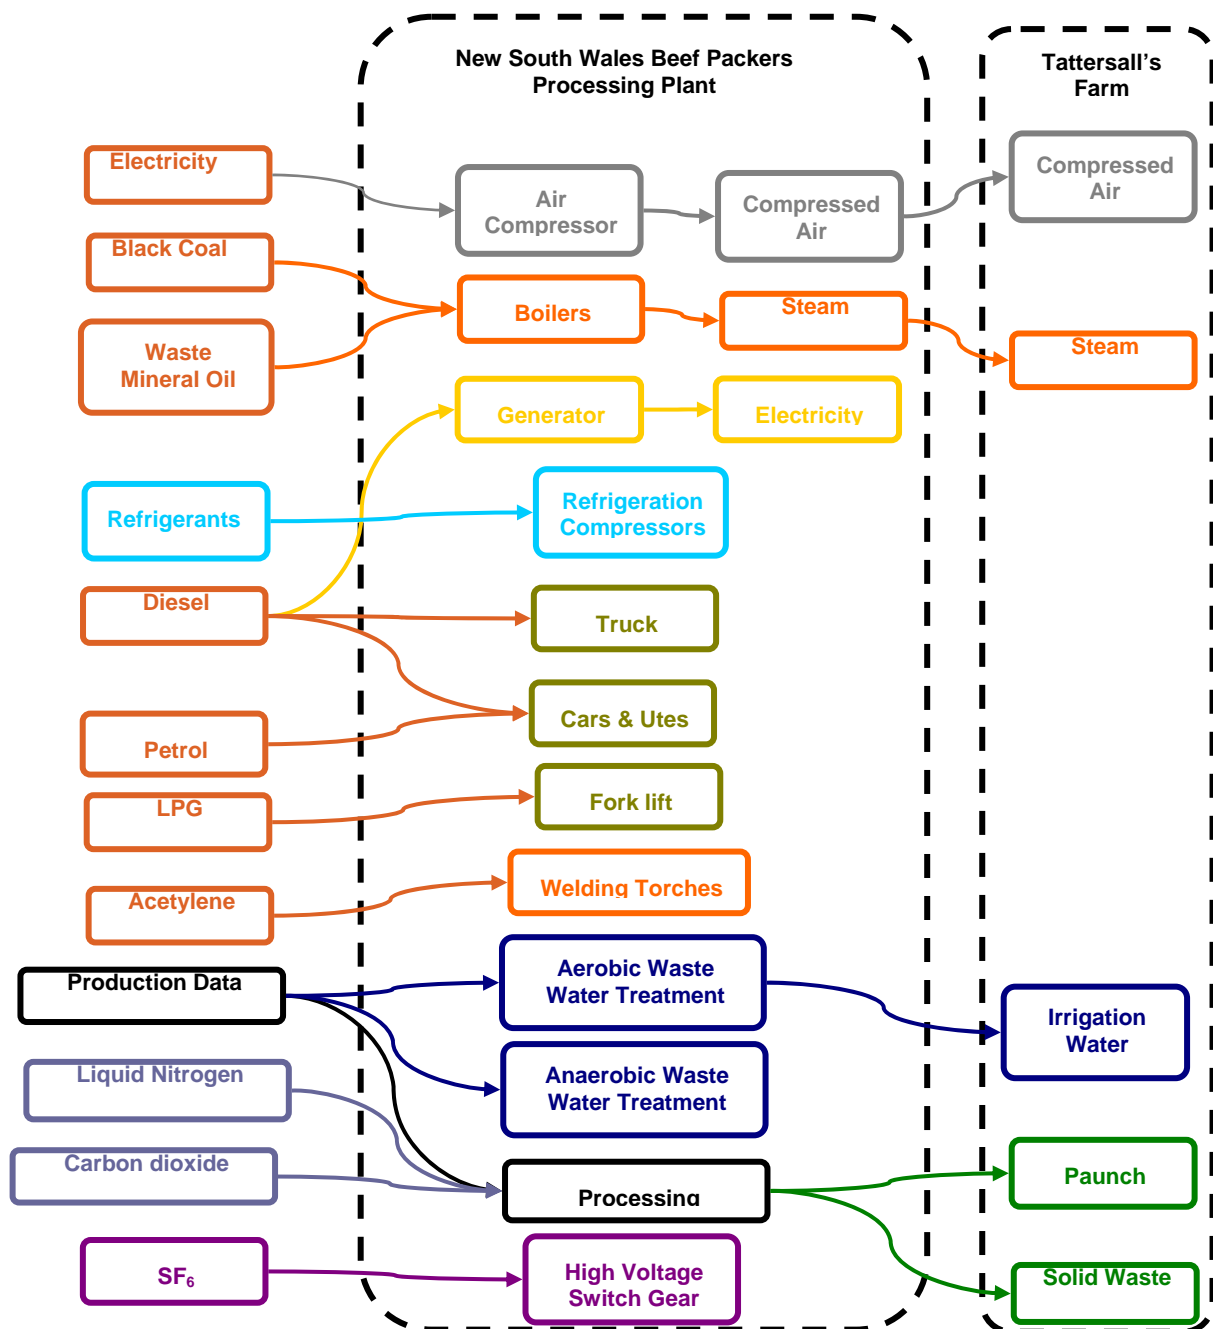 New South Wales Beef Packers
Processing Plant
Tattersall's
Farm
Electricity
Air
Compressor
Compressed
Air
Compressed
Air
Black Coal
Boilers
Steam
Steam
Waste
Mineral Oil
Generator
Electricity
Refrigerants
Refrigeration
Compressors
Diesel
Truck
Petrol
Cars & Utes
LPG
Fork lift
Acetylene
Welding Torches
Production Data
Aerobic Waste
Water Treatment
Irrigation
Water
Liquid Nitrogen
Anaerobic Waste
Water Treatment
Carbon dioxide
Processing
Paunch
SF₆
High Voltage
Switch Gear
Solid Waste